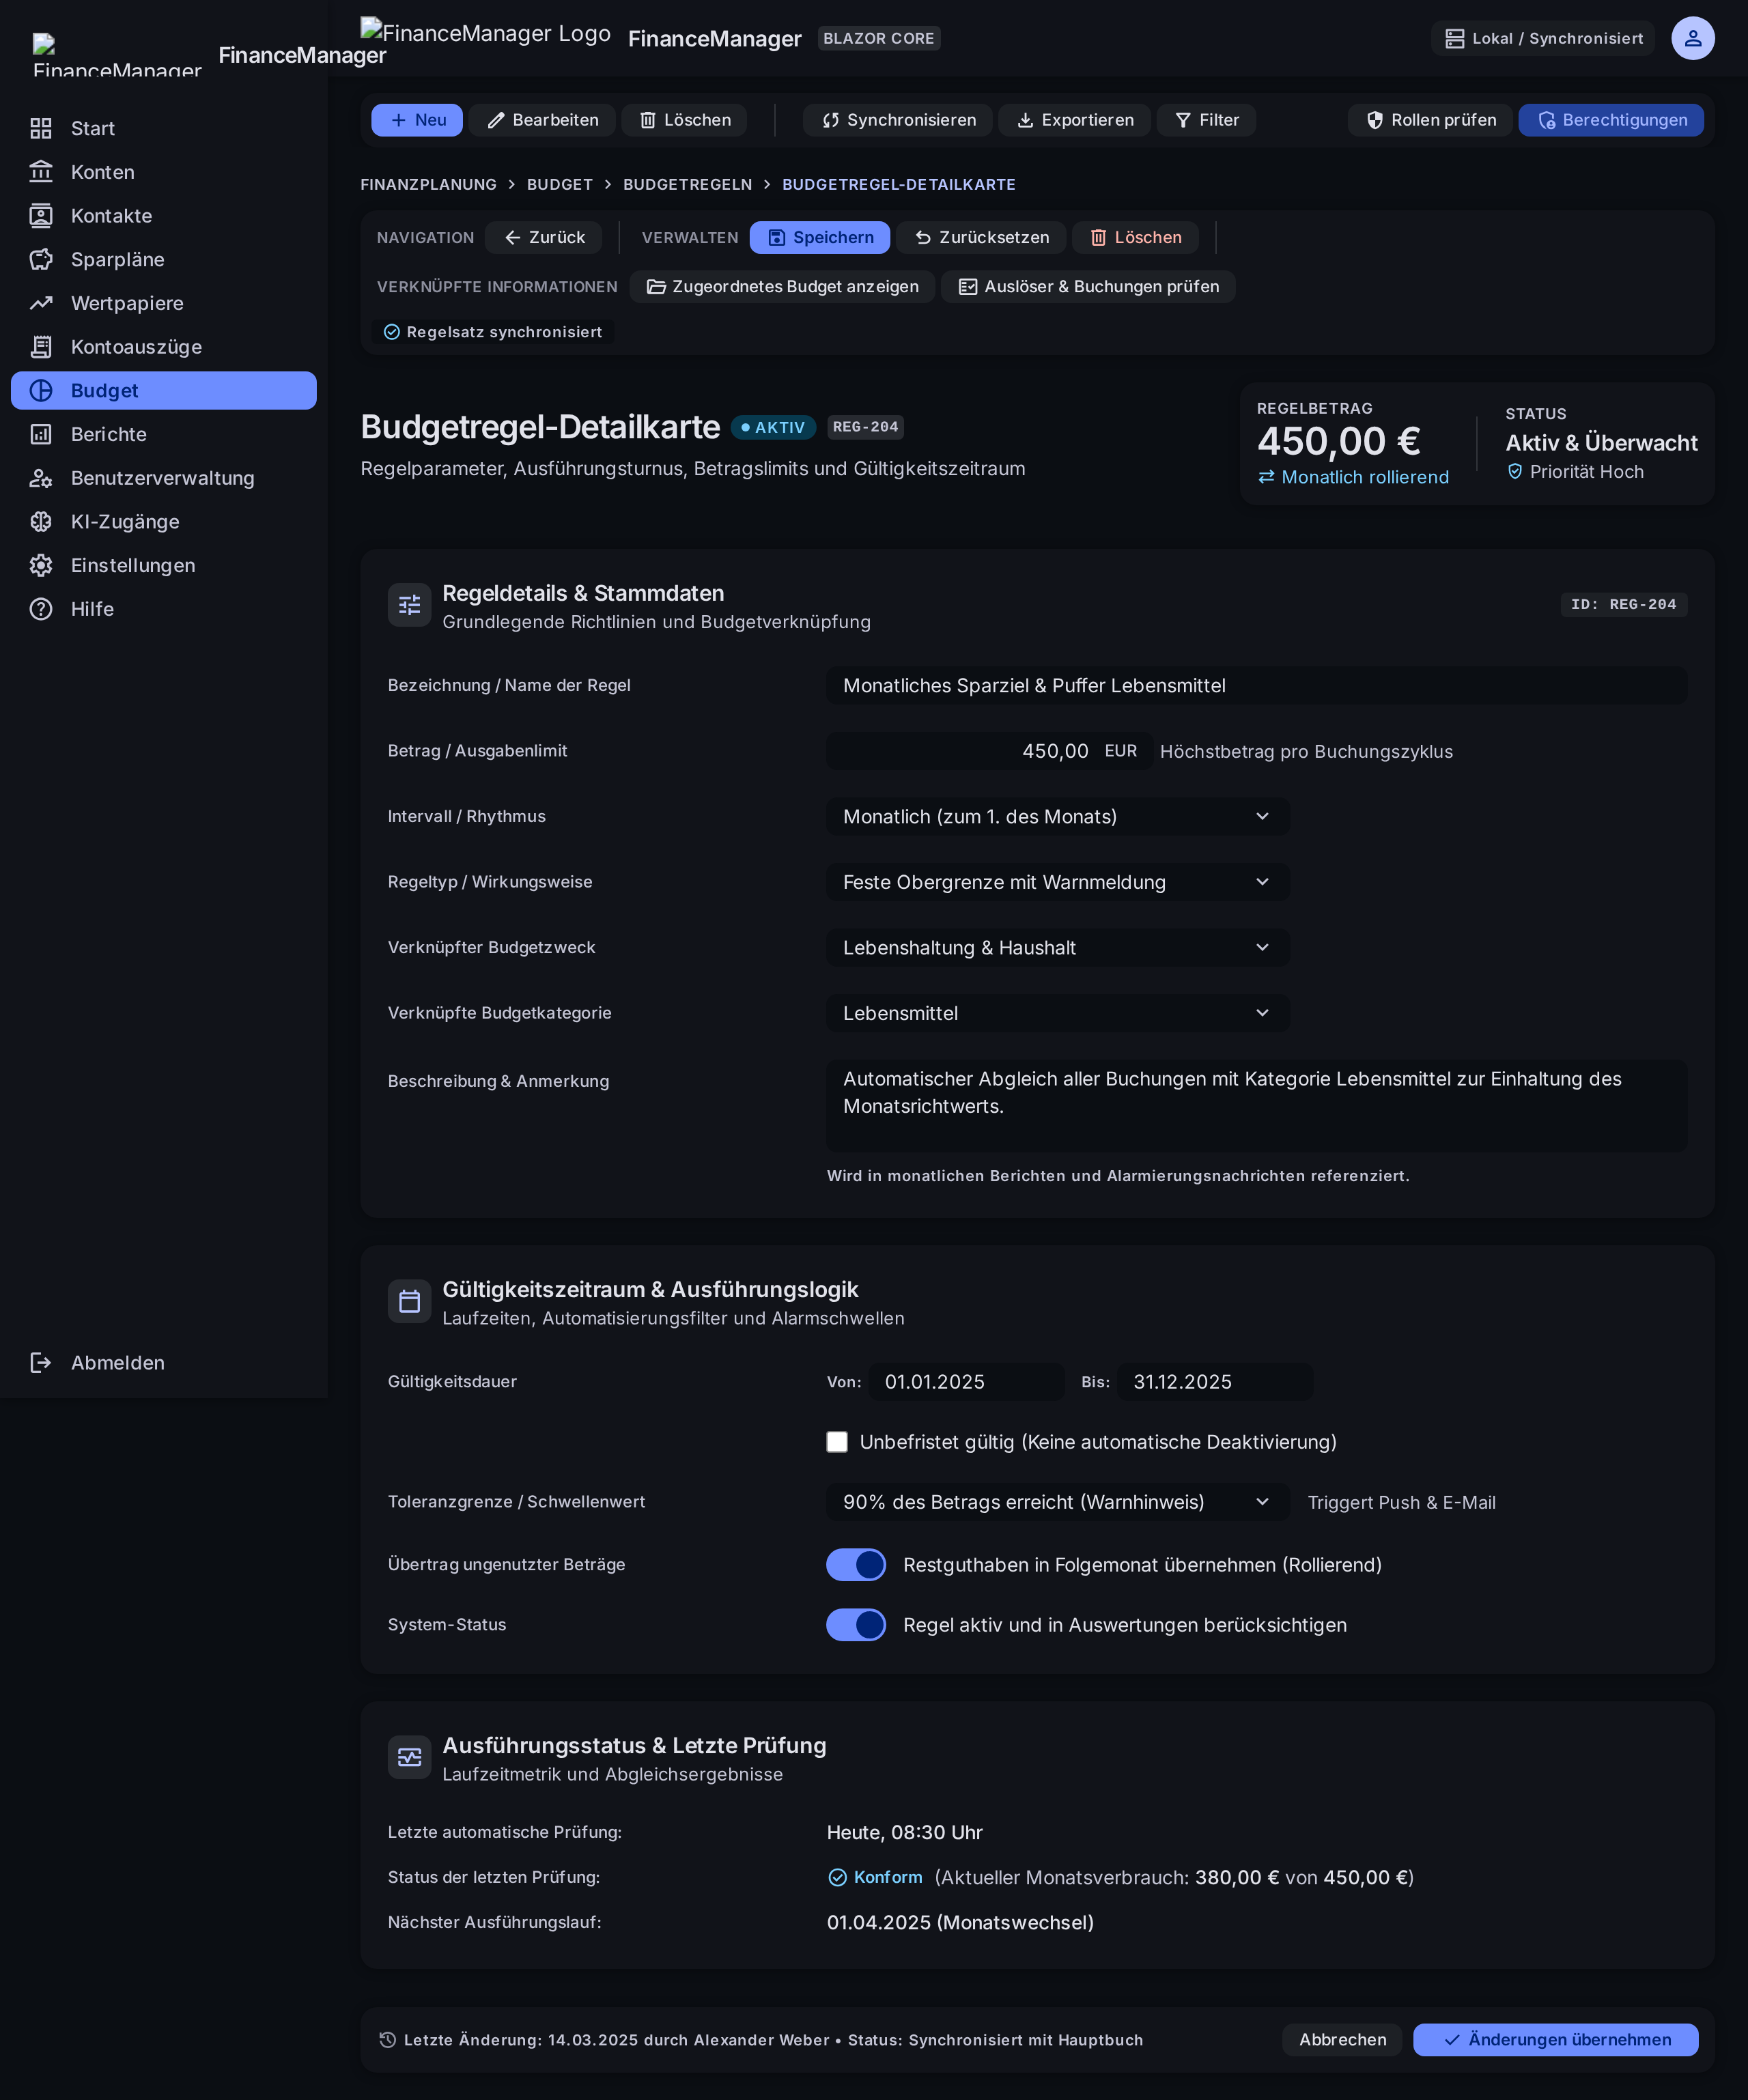 FinanceManager
FinanceManager
FinanceManager Logo
FinanceManager
BLAZOR CORE
Lokal / Synchronisiert
Start
Konten
Kontakte
Sparpläne
Wertpapiere
Kontoauszüge
Budget
Berichte
Benutzerverwaltung
KI-Zugänge
Einstellungen
Hilfe
Abmelden
Neu
Bearbeiten
Löschen
Synchronisieren
Exportieren
Filter
Rollen prüfen
Berechtigungen
FINANZPLANUNG > BUDGET > BUDGETREGELN > BUDGETREGEL-DETAILKARTE
NAVIGATION
Zurück
VERWALTEN
Speichern
Zurücksetzen
Löschen
VERKNÜPFTE INFORMATIONEN
Zugeordnetes Budget anzeigen
Auslöser & Buchungen prüfen
Regelsatz synchronisiert
Budgetregel-Detailkarte
AKTIV
REG-204
Regelparameter, Ausführungsturnus, Betragslimits und Gültigkeitszeitraum
REGELBETRAG
450,00 €
Monatlich rollierend
STATUS
Aktiv & Überwacht
Priorität Hoch
Regeldetails & Stammdaten
Grundlegende Richtlinien und Budgetverknüpfung
ID: REG-204
Bezeichnung / Name der Regel
Monatliches Sparziel & Puffer Lebensmittel
Betrag / Ausgabenlimit
450,00 EUR
Höchstbetrag pro Buchungszyklus
Intervall / Rhythmus
Monatlich (zum 1. des Monats)
Regeltyp / Wirkungsweise
Feste Obergrenze mit Warnmeldung
Verknüpfter Budgetzweck
Lebenshaltung & Haushalt
Verknüpfte Budgetkategorie
Lebensmittel
Beschreibung & Anmerkung
Automatischer Abgleich aller Buchungen mit Kategorie Lebensmittel zur Einhaltung des
Monatsrichtwerts.
Wird in monatlichen Berichten und Alarmierungsnachrichten referenziert.
Gültigkeitszeitraum & Ausführungslogik
Laufzeiten, Automatisierungsfilter und Alarmschwellen
Gültigkeitsdauer
Von: 01.01.2025
Bis: 31.12.2025
Unbefristet gültig (Keine automatische Deaktivierung)
Toleranzgrenze / Schwellenwert
90% des Betrags erreicht (Warnhinweis)
Triggert Push & E-Mail
Übertrag ungenutzter Beträge
Restguthaben in Folgemonat übernehmen (Rollierend)
System-Status
Regel aktiv und in Auswertungen berücksichtigen
Ausführungsstatus & Letzte Prüfung
Laufzeitmetrik und Abgleichsergebnisse
Letzte automatische Prüfung:
Heute, 08:30 Uhr
Status der letzten Prüfung:
Konform (Aktueller Monatsverbrauch: 380,00 € von 450,00 €)
Nächster Ausführungslauf:
01.04.2025 (Monatswechsel)
Letzte Änderung: 14.03.2025 durch Alexander Weber • Status: Synchronisiert mit Hauptbuch
Abbrechen
Änderungen übernehmen